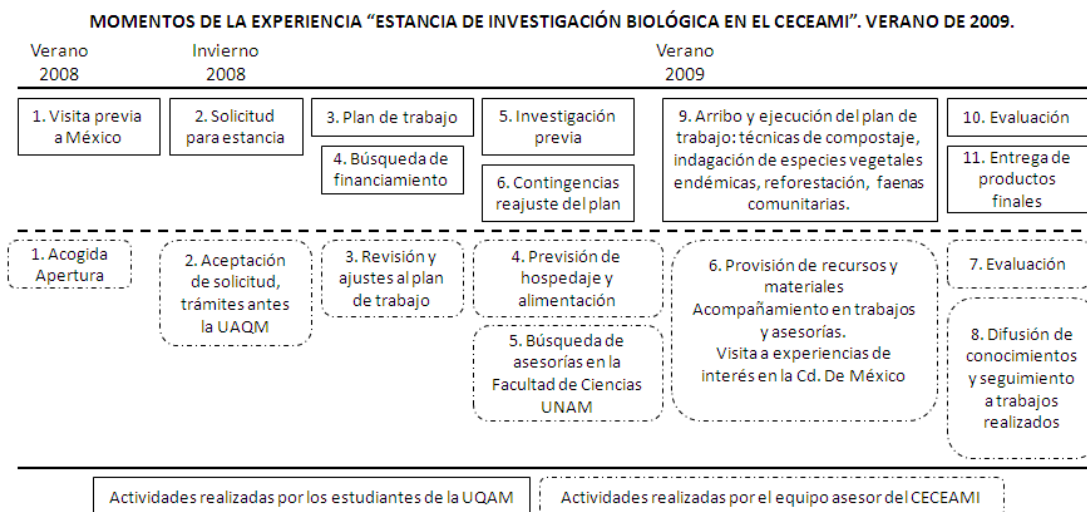 MOMENTOS DE LA EXPERIENCIA “ESTANCIA DE INVESTIGACIÓN BIOLÓGICA EN EL CECEAMI”. VERANO DE 2009.
Verano
2008
Invierno
2008
Verano
2009
1. Visita previa
a México
2. Solicitud
para estancia
3. Plan de trabajo
4. Búsqueda de
financiamiento
5. Investigación
previa
6. Contingencias
reajuste del plan
9. Arribo y ejecución del plan de
trabajo: técnicas de compostaje,
indagación de especies vegetales
endémicas, reforestación, faenas
comunitarias.
10. Evaluación
11. Entrega de
productos
finales
1. Acogida
Apertura
2. Aceptación
de solicitud,
trámites antes
la UAQM
3. Revisión y
ajustes al plan
de trabajo
4. Previsión de
hospedaje y
alimentación
5. Búsqueda de
asesorías en la
Facultad de Ciencias
UNAM
6. Provisión de recursos y
materiales
Acompañamiento en trabajos
y asesorías.
Visita a experiencias de
interés en la Cd. De México
7. Evaluación
8. Difusión de
conocimientos
y seguimiento
a trabajos
realizados
Actividades realizadas por los estudiantes de la UQAM
Actividades realizadas por el equipo asesor del CECEAMI